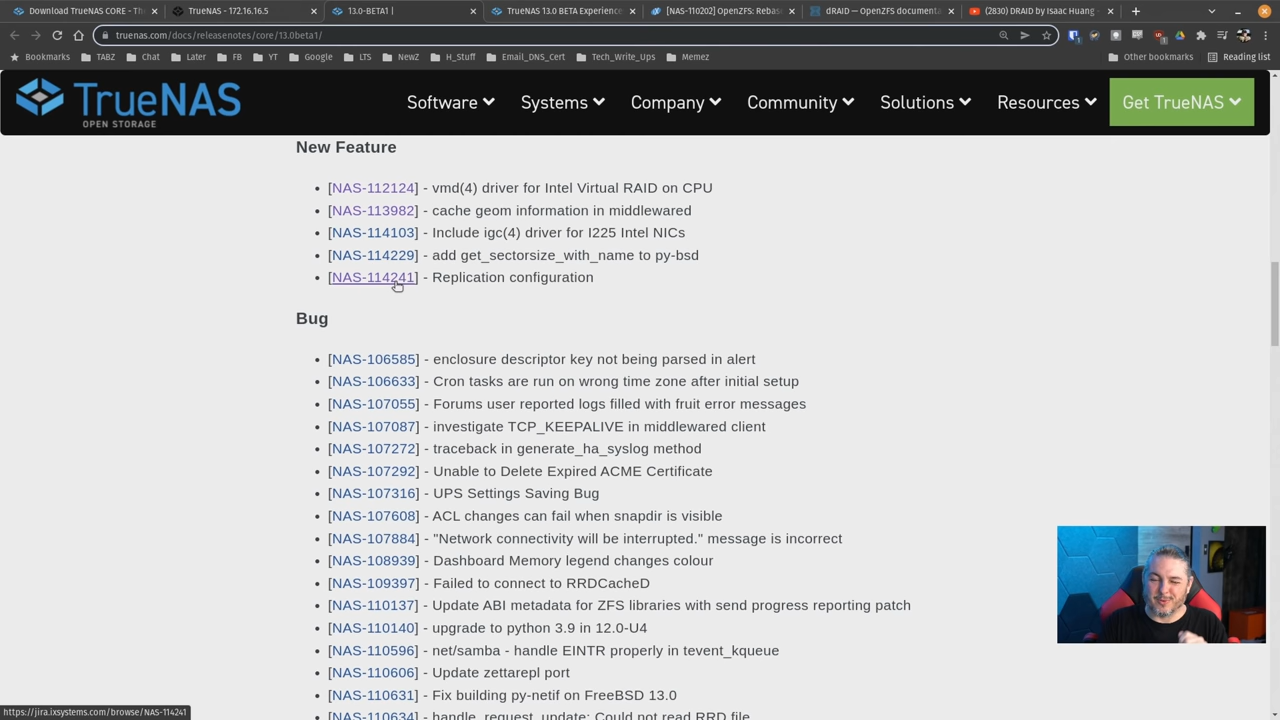 Download TrueNAS CORE - Th
TrueNAS - 172.16.16.5
13.0-BETA1 |
TrueNAS 13.0 BETA Experience
[NAS-110202] OpenZFS: Rebas
dRAID — OpenZFS documenta
(2830) DRAID by Isaac Huang -
truenas.com/docs/releasenotes/core/13.0beta1/
Bookmarks TABZ Chat Later FB YT Google LTS NewZ H_Stuff Email_DNS_Cert Tech_Write_Ups Memez Other bookmarks Reading list
TrueNAS
OPEN STORAGE
Software Systems Company Community Solutions Resources Get TrueNAS
New Feature
• [NAS-112124] - vmd(4) driver for Intel Virtual RAID on CPU
• [NAS-113982] - cache geom information in middlewared
• [NAS-114103] - Include igc(4) driver for I225 Intel NICs
• [NAS-114229] - add get_sectorsize_with_name to py-bsd
• [NAS-114241] - Replication configuration
Bug
• [NAS-106585] - enclosure descriptor key not being parsed in alert
• [NAS-106633] - Cron tasks are run on wrong time zone after initial setup
• [NAS-107055] - Forums user reported logs filled with fruit error messages
• [NAS-107087] - investigate TCP_KEEPALIVE in middlewared client
• [NAS-107272] - traceback in generate_ha_syslog method
• [NAS-107292] - Unable to Delete Expired ACME Certificate
• [NAS-107316] - UPS Settings Saving Bug
• [NAS-107608] - ACL changes can fail when snapdir is visible
• [NAS-107884] - "Network connectivity will be interrupted." message is incorrect
• [NAS-108939] - Dashboard Memory legend changes colour
• [NAS-109397] - Failed to connect to RRDCacheD
• [NAS-110137] - Update ABI metadata for ZFS libraries with send progress reporting patch
• [NAS-110140] - upgrade to python 3.9 in 12.0-U4
• [NAS-110596] - net/samba - handle EINTR properly in tevent_kqueue
• [NAS-110606] - Update zettarepl port
• [NAS-110631] - Fix building py-netif on FreeBSD 13.0
• [NAS-110634] - handle_request_update: Could not read RRD file
https://jira.ixsystems.com/browse/NAS-114241